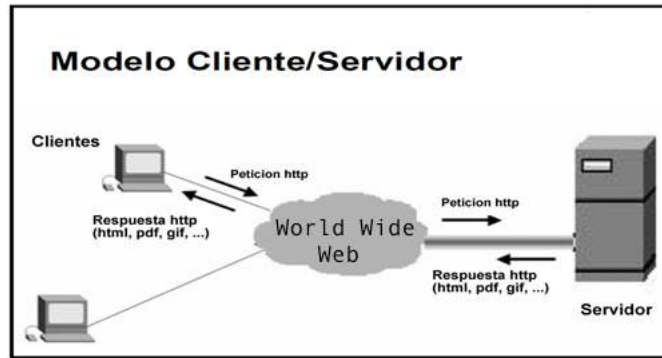 Modelo Cliente/Servidor
Clientes
Peticion http
Respuesta http
(html, pdf, gif, ...)
World Wide
Web
Peticion http
Respuesta http
(html, pdf, gif, ...)
Servidor